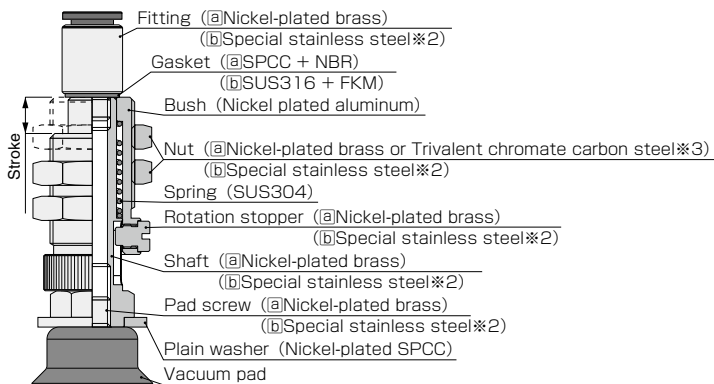 Fitting (ⓐNickel-plated brass)
(ⓑSpecial stainless steel※2)
Gasket (ⓐSPCC + NBR)
(ⓑSUS316 + FKM)
Bush (Nickel plated aluminum)
Stroke
Nut (ⓐNickel-plated brass or Trivalent chromate carbon steel※3)
(ⓑSpecial stainless steel※2)
Spring (SUS304)
Rotation stopper (ⓐNickel-plated brass)
(ⓑSpecial stainless steel※2)
Shaft (ⓐNickel-plated brass)
(ⓑSpecial stainless steel※2)
Pad screw (ⓐNickel-plated brass)
(ⓑSpecial stainless steel※2)
Plain washer (Nickel-plated SPCC)
Vacuum pad